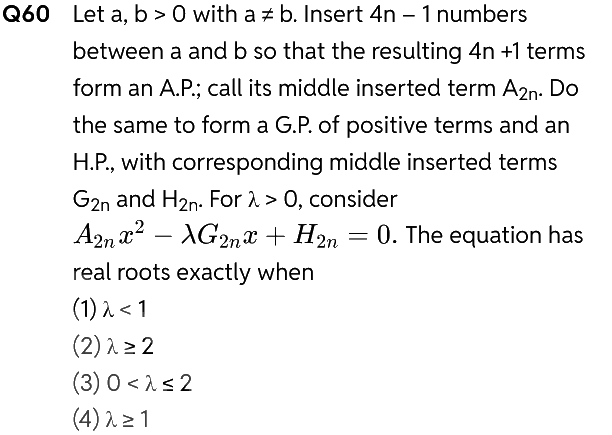 Q60 Let a, b > 0 with a ≠ b. Insert 4n – 1 numbers
between a and b so that the resulting 4n +1 terms
form an A.P.; call its middle inserted term A₂ₙ. Do
the same to form a G.P. of positive terms and an
H.P., with corresponding middle inserted terms
G₂ₙ and H₂ₙ. For λ > 0, consider
A₂ₙx² − λG₂ₙx + H₂ₙ = 0. The equation has
real roots exactly when
(1) λ < 1
(2) λ ≥ 2
(3) 0 < λ ≤ 2
(4) λ ≥ 1